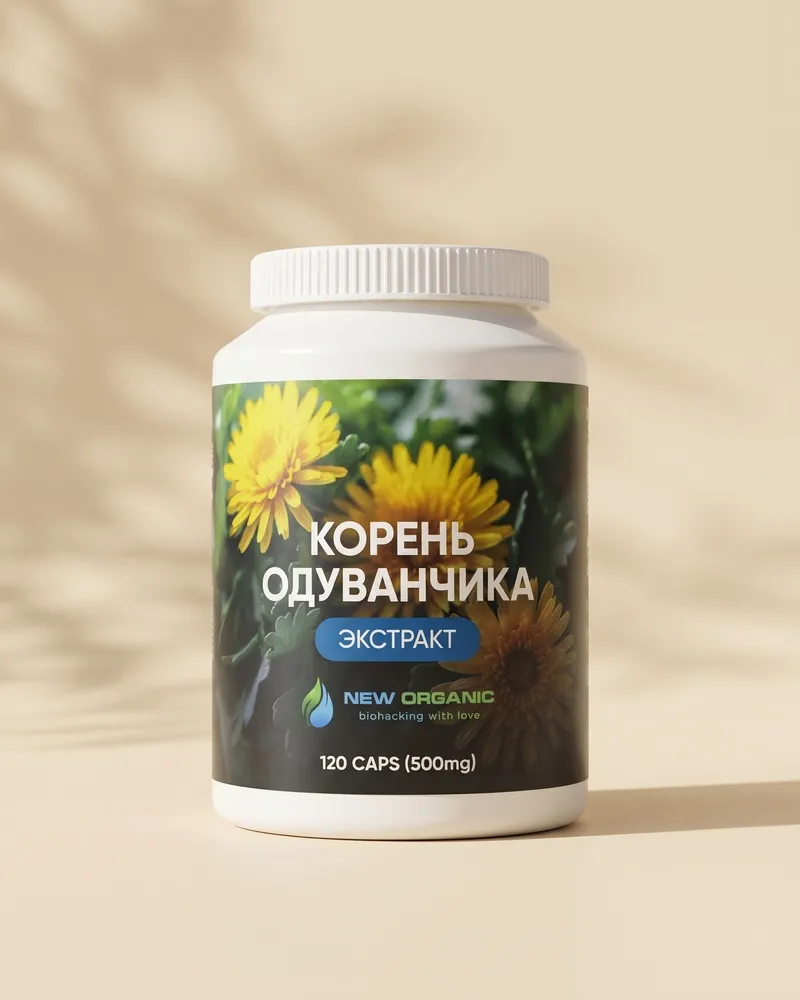 КОРЕНЬ
ОДУВАНЧИКА
ЭКСТРАКТ
NEW ORGANIC
biohacking with love
120 CAPS (500mg)